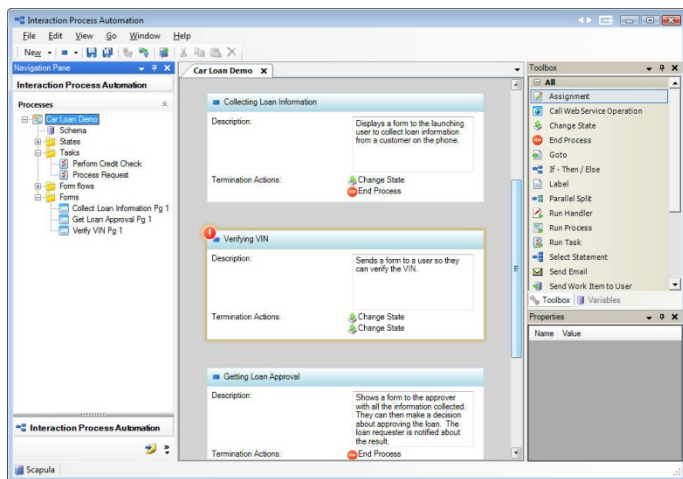 Interaction Process Automation
File Edit View Go Window Help
New
Navigation Pane
Interaction Process Automation
Processes
Car Loan Demo
Schema
States
Tasks
Perform Credit Check
Process Request
Form flows
Forms
Collect Loan Information Pg 1
Get Loan Approval Pg 1
Verify VIN Pg 1
Interaction Process Automation
Scapula
Car Loan Demo X
Collecting Loan Information
Description:
Displays a form to the launching
user to collect loan information
from a customer on the phone.
Termination Actions:
Change State
End Process
Verifying VIN
Description:
Sends a form to a user so they
can verify the VIN.
Termination Actions:
Change State
Change State
Getting Loan Approval
Description:
Shows a form to the approver
with all the information collected.
They can then make a decision
about approving the loan. The
loan requester is notified about
the result.
Termination Actions:
End Process
Toolbox
All
Assignment
Call Web Service Operation
Change State
End Process
Goto
If - Then / Else
Label
Parallel Split
Run Handler
Run Process
Run Task
Select Statement
Send Email
Send Work Item to User
Toolbox Variables
Properties
Name Value